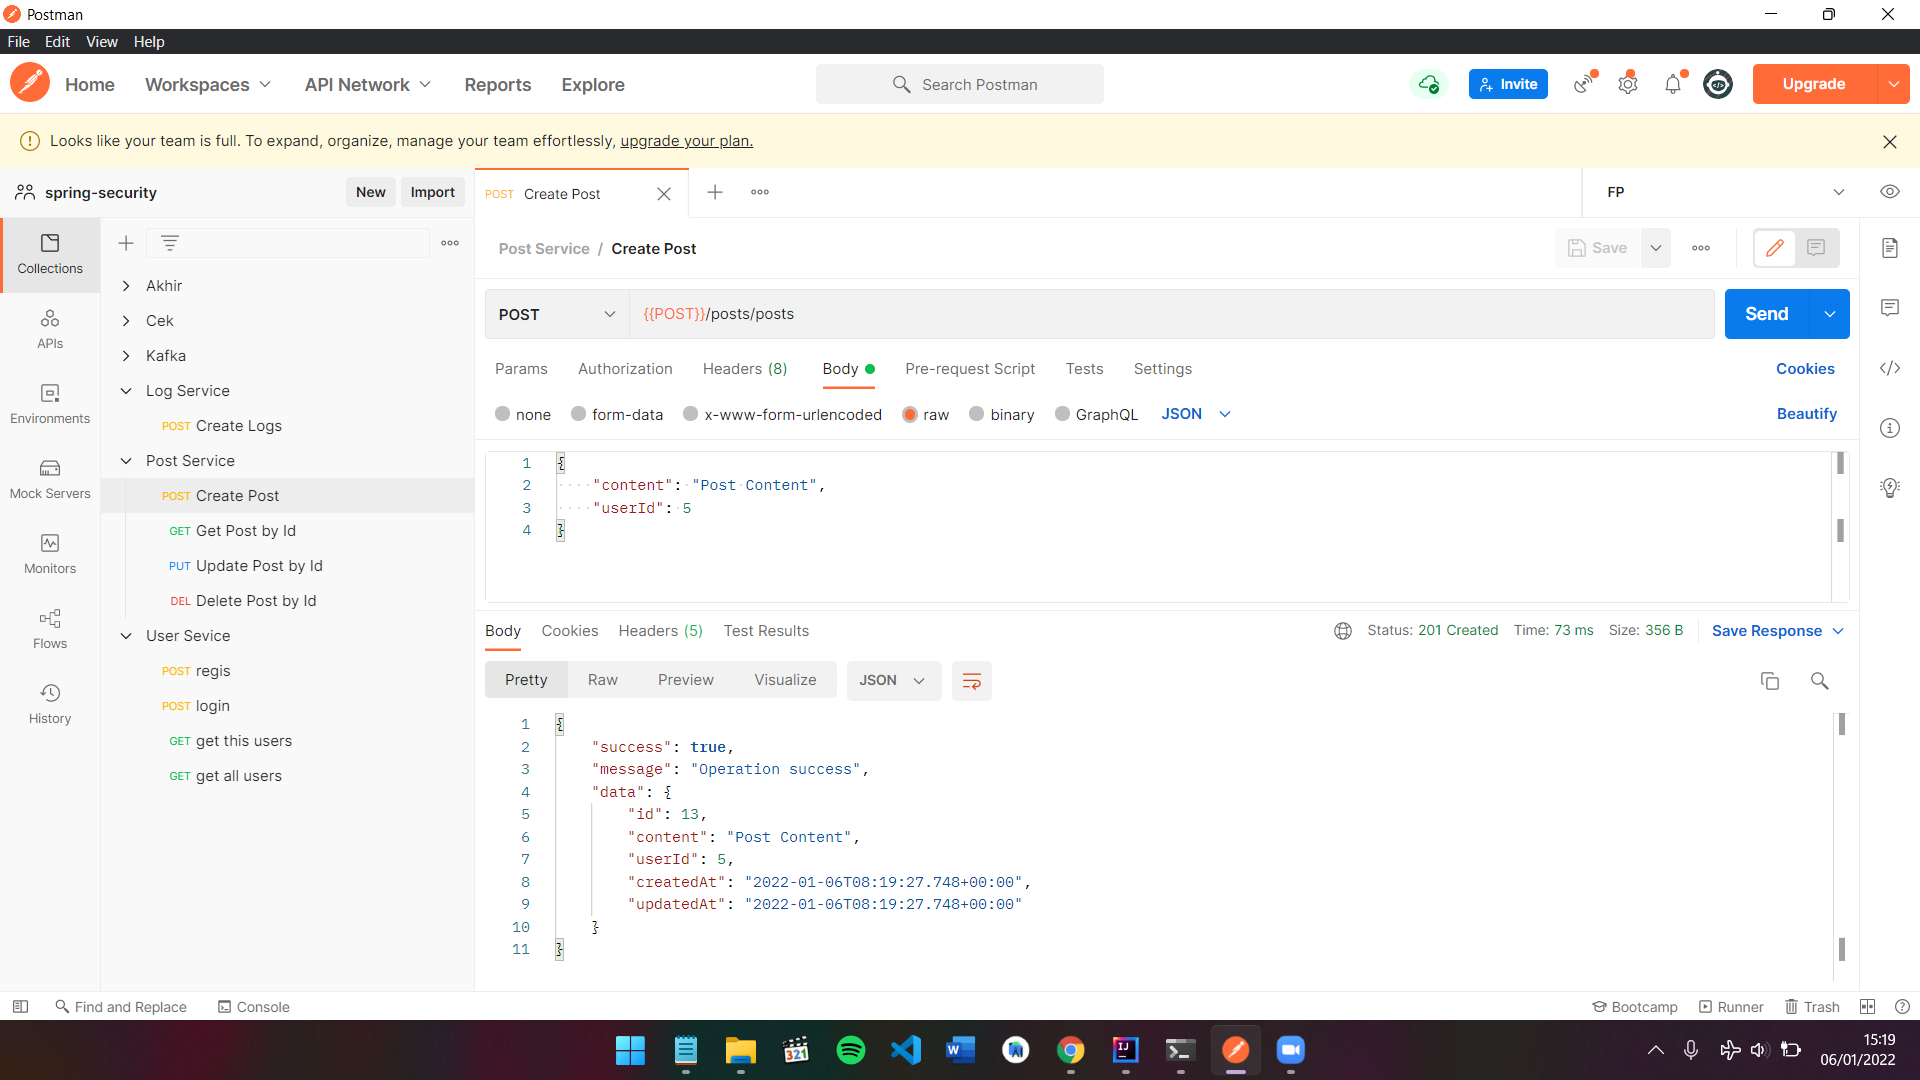 Postman
File Edit View Help
Home Workspaces API Network Reports Explore Search Postman Invite Upgrade
Looks like your team is full. To expand, organize, manage your team effortlessly, upgrade your plan.
spring-security New Import
POST Create Post
FP
Collections
APIs
Environments
Mock Servers
Monitors
Flows
History
Akhir
Cek
Kafka
Log Service
POST Create Logs
Post Service
POST Create Post
GET Get Post by Id
PUT Update Post by Id
DEL Delete Post by Id
User Sevice
POST regis
POST login
GET get this users
GET get all users
Post Service / Create Post
Save
POST {{POST}}/posts/posts Send
Params Authorization Headers (8) Body Pre-request Script Tests Settings Cookies
none form-data x-www-form-urlencoded raw binary GraphQL JSON Beautify
1 {
2 ····"content":·"Post·Content",
3 ····"userId":·5
4 }
Body Cookies Headers (5) Test Results Status: 201 Created Time: 73 ms Size: 356 B Save Response
Pretty Raw Preview Visualize JSON
1 {
2 "success": true,
3 "message": "Operation success",
4 "data": {
5 "id": 13,
6 "content": "Post Content",
7 "userId": 5,
8 "createdAt": "2022-01-06T08:19:27.748+00:00",
9 "updatedAt": "2022-01-06T08:19:27.748+00:00"
10 }
11 }
Find and Replace Console Bootcamp Runner Trash
321
W
IJ
15:19
06/01/2022